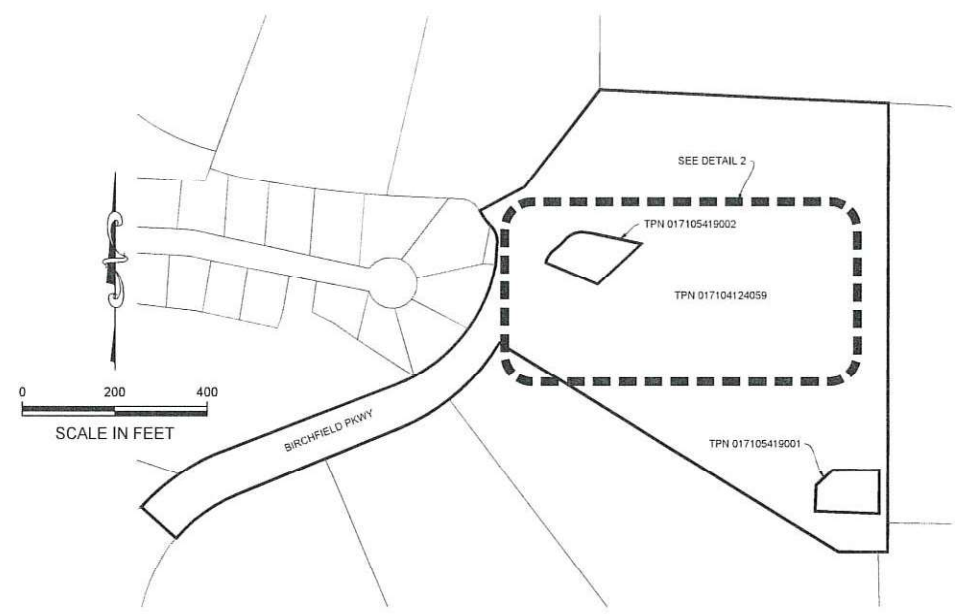 SEE DETAIL 2
TPN 017105419002
TPN 017104124059
0 200 400
SCALE IN FEET
BIRCHFIELD PKWY
TPN 017105419001